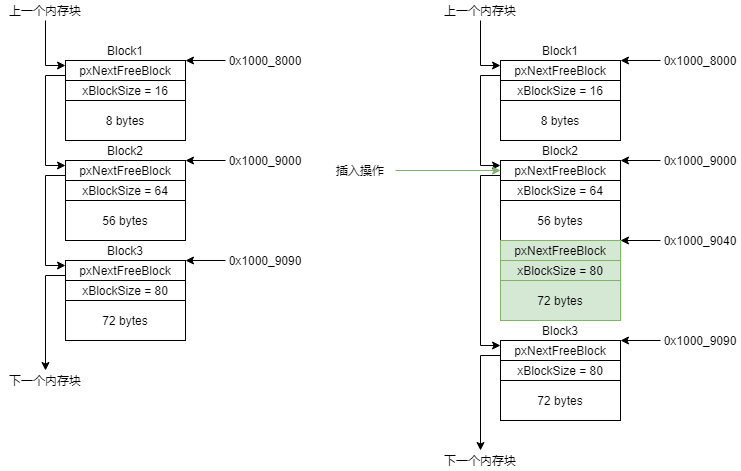 上一个内存块
Block1
0x1000_8000
pxNextFreeBlock
xBlockSize = 16
8 bytes
Block2
0x1000_9000
pxNextFreeBlock
xBlockSize = 64
56 bytes
Block3
0x1000_9090
pxNextFreeBlock
xBlockSize = 80
72 bytes
下一个内存块
上一个内存块
Block1
0x1000_8000
pxNextFreeBlock
xBlockSize = 16
8 bytes
Block2
插入操作
0x1000_9000
pxNextFreeBlock
xBlockSize = 64
56 bytes
0x1000_9040
pxNextFreeBlock
xBlockSize = 80
72 bytes
Block3
0x1000_9090
pxNextFreeBlock
xBlockSize = 80
72 bytes
下一个内存块